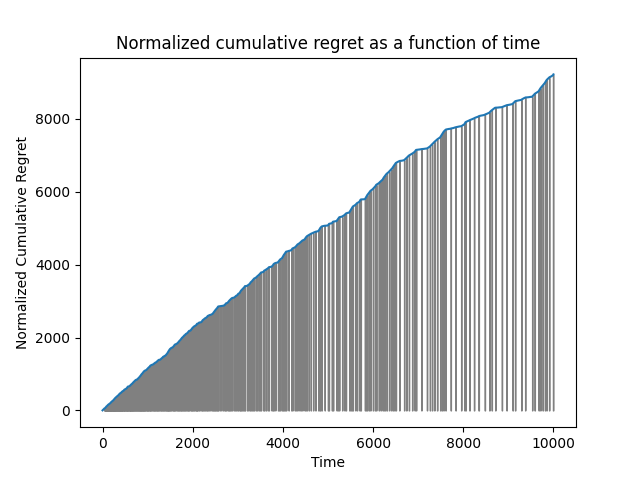 Normalized cumulative regret as a function of time
Normalized Cumulative Regret
8000
6000
4000
2000
0
0 2000 4000 6000 8000 10000
Time